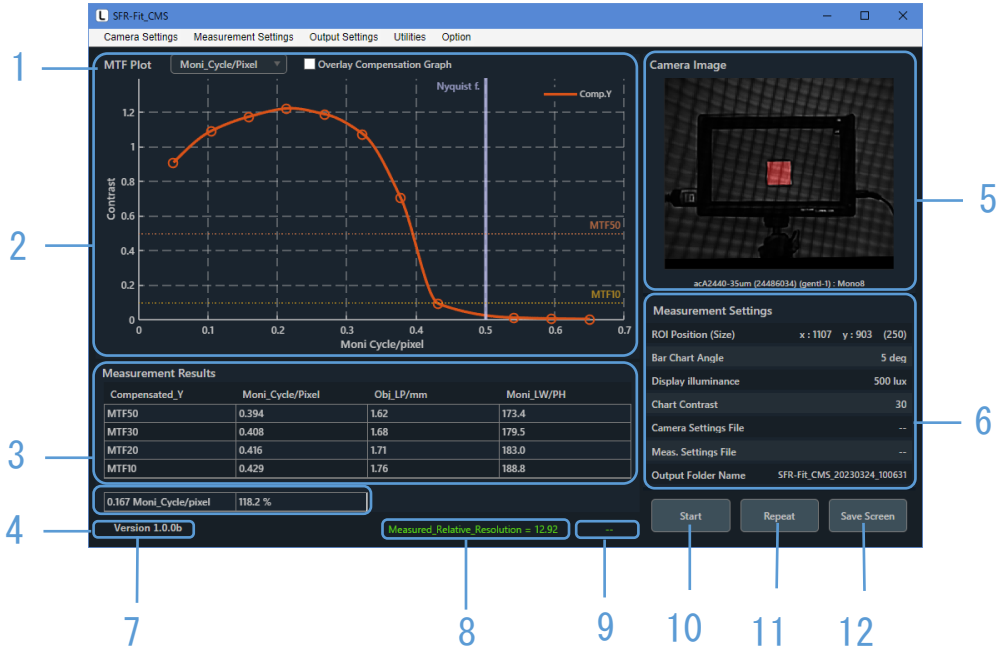 L SFR-Fit_CMS
Camera Settings Measurement Settings Output Settings Utilities Option
1
MTF Plot Moni_Cycle/Pixel Overlay Compensation Graph
Nyquist f.
Comp.Y
1.2
1
0.8
0.6
0.4
0.2
0
Contrast
MTF50
MTF10
0 0.1 0.2 0.3 0.4 0.5 0.6 0.7
Moni Cycle/pixel
2
Camera Image
acA2440-35um (24486034) (gentl-1) : Mono8
5
Measurement Results
Compensated_Y Moni_Cycle/Pixel Obj_LP/mm Moni_LW/PH
MTF50 0.394 1.62 173.4
MTF30 0.408 1.68 179.5
MTF20 0.416 1.71 183.0
MTF10 0.429 1.76 188.8
3
0.167 Moni_Cycle/pixel 118.2 %
4
Measurement Settings
ROI Position (Size) x : 1107 y : 903 (250)
Bar Chart Angle 5 deg
Display illuminance 500 lux
Chart Contrast 30
Camera Settings File --
Meas. Settings File --
Output Folder Name SFR-Fit_CMS_20230324_100631
6
Version 1.0.0b
Measured_Relative_Resolution = 12.92
--
Start Repeat Save Screen
7 8 9 10 11 12